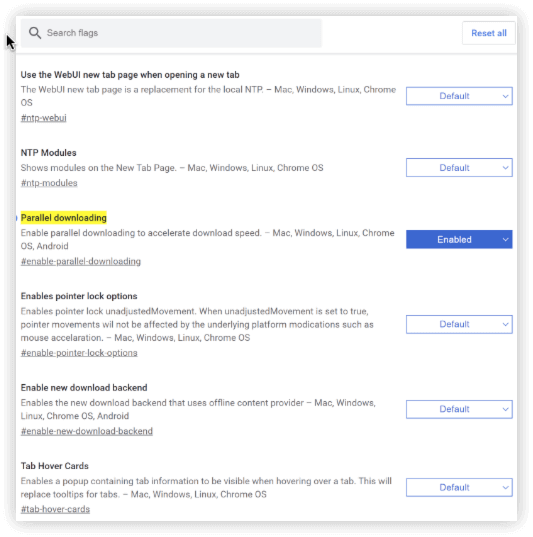 Search flags
Reset all
Use the WebUI new tab page when opening a new tab
The WebUI new tab page is a replacement for the local NTP. – Mac, Windows, Linux, Chrome
OS
#ntp-webui
Default
NTP Modules
Shows modules on the New Tab Page. – Mac, Windows, Linux, Chrome OS
#ntp-modules
Default
Parallel downloading
Enable parallel downloading to accelerate download speed. – Mac, Windows, Linux, Chrome
OS, Android
#enable-parallel-downloading
Enabled
Enables pointer lock options
Enables pointer lock unadjustedMovement. When unadjustedMovement is set to true,
pointer movements wil not be affected by the underlying platform modications such as
mouse accelaration. – Mac, Windows, Linux, Chrome OS
#enable-pointer-lock-options
Default
Enable new download backend
Enables the new download backend that uses offline content provider – Mac, Windows,
Linux, Chrome OS, Android
#enable-new-download-backend
Default
Tab Hover Cards
Enables a popup containing tab information to be visible when hovering over a tab. This will
replace tooltips for tabs. – Mac, Windows, Linux, Chrome OS
#tab-hover-cards
Default